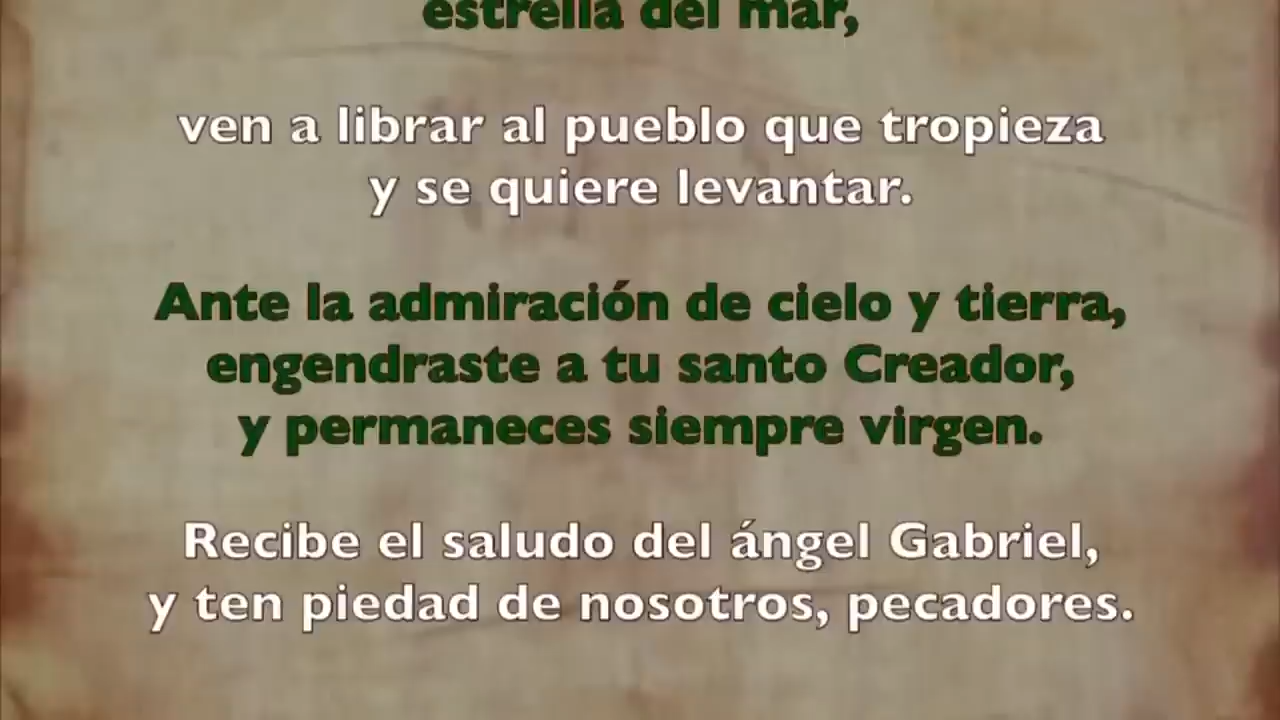 estrella del mar,
ven a librar al pueblo que tropieza
y se quiere levantar.
Ante la admiración de cielo y tierra,
engendraste a tu santo Creador,
y permaneces siempre virgen.
Recibe el saludo del ángel Gabriel,
y ten piedad de nosotros, pecadores.